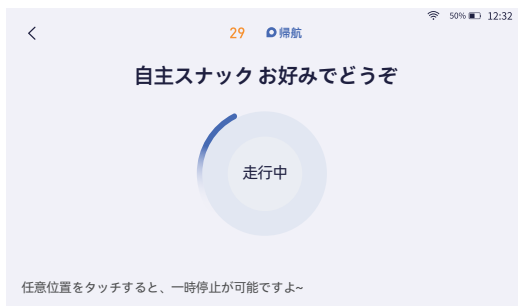 50% 12:32
29 帰航
自主スナック お好みでどうぞ
走行中
任意位置をタッチすると、一時停止が可能ですよ~